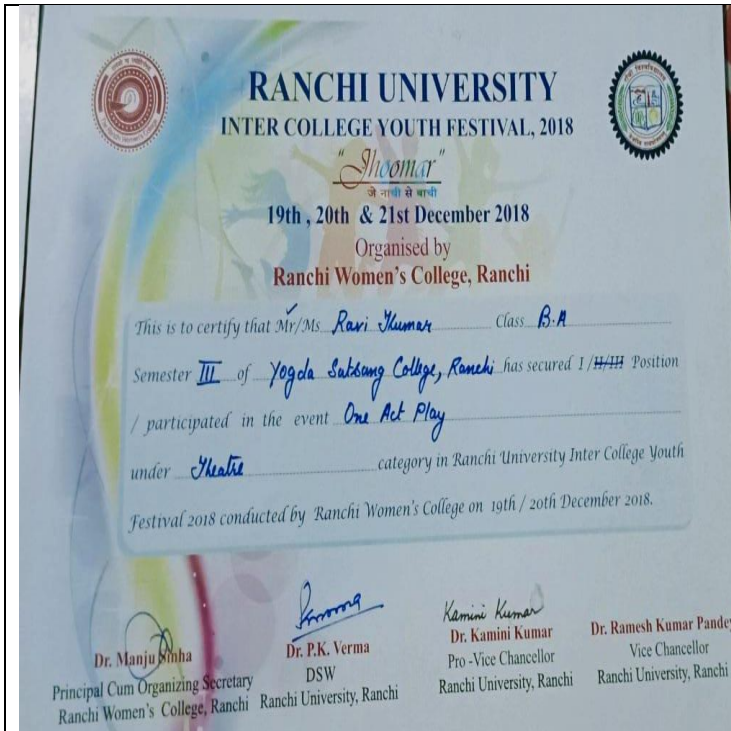 RANCHI UNIVERSITY
INTER COLLEGE YOUTH FESTIVAL, 2018
"Jhoomar"
जे नाची से बाची
19th , 20th & 21st December 2018
Organised by
Ranchi Women's College, Ranchi
This is to certify that Mr/Ms Ravi Kumar Class B.A
Semester III of Yogda Satsang College, Ranchi has secured I /II/III Position
/ participated in the event One Act Play
under Theatre category in Ranchi University Inter College Youth
Festival 2018 conducted by Ranchi Women's College on 19th / 20th December 2018.
Kamini Kumar
Dr. Manju Sinha
Principal Cum Organizing Secretary
Ranchi Women's College, Ranchi
Dr. P.K. Verma
DSW
Ranchi University, Ranchi
Dr. Kamini Kumar
Pro -Vice Chancellor
Ranchi University, Ranchi
Dr. Ramesh Kumar Pandey
Vice Chancellor
Ranchi University, Ranchi